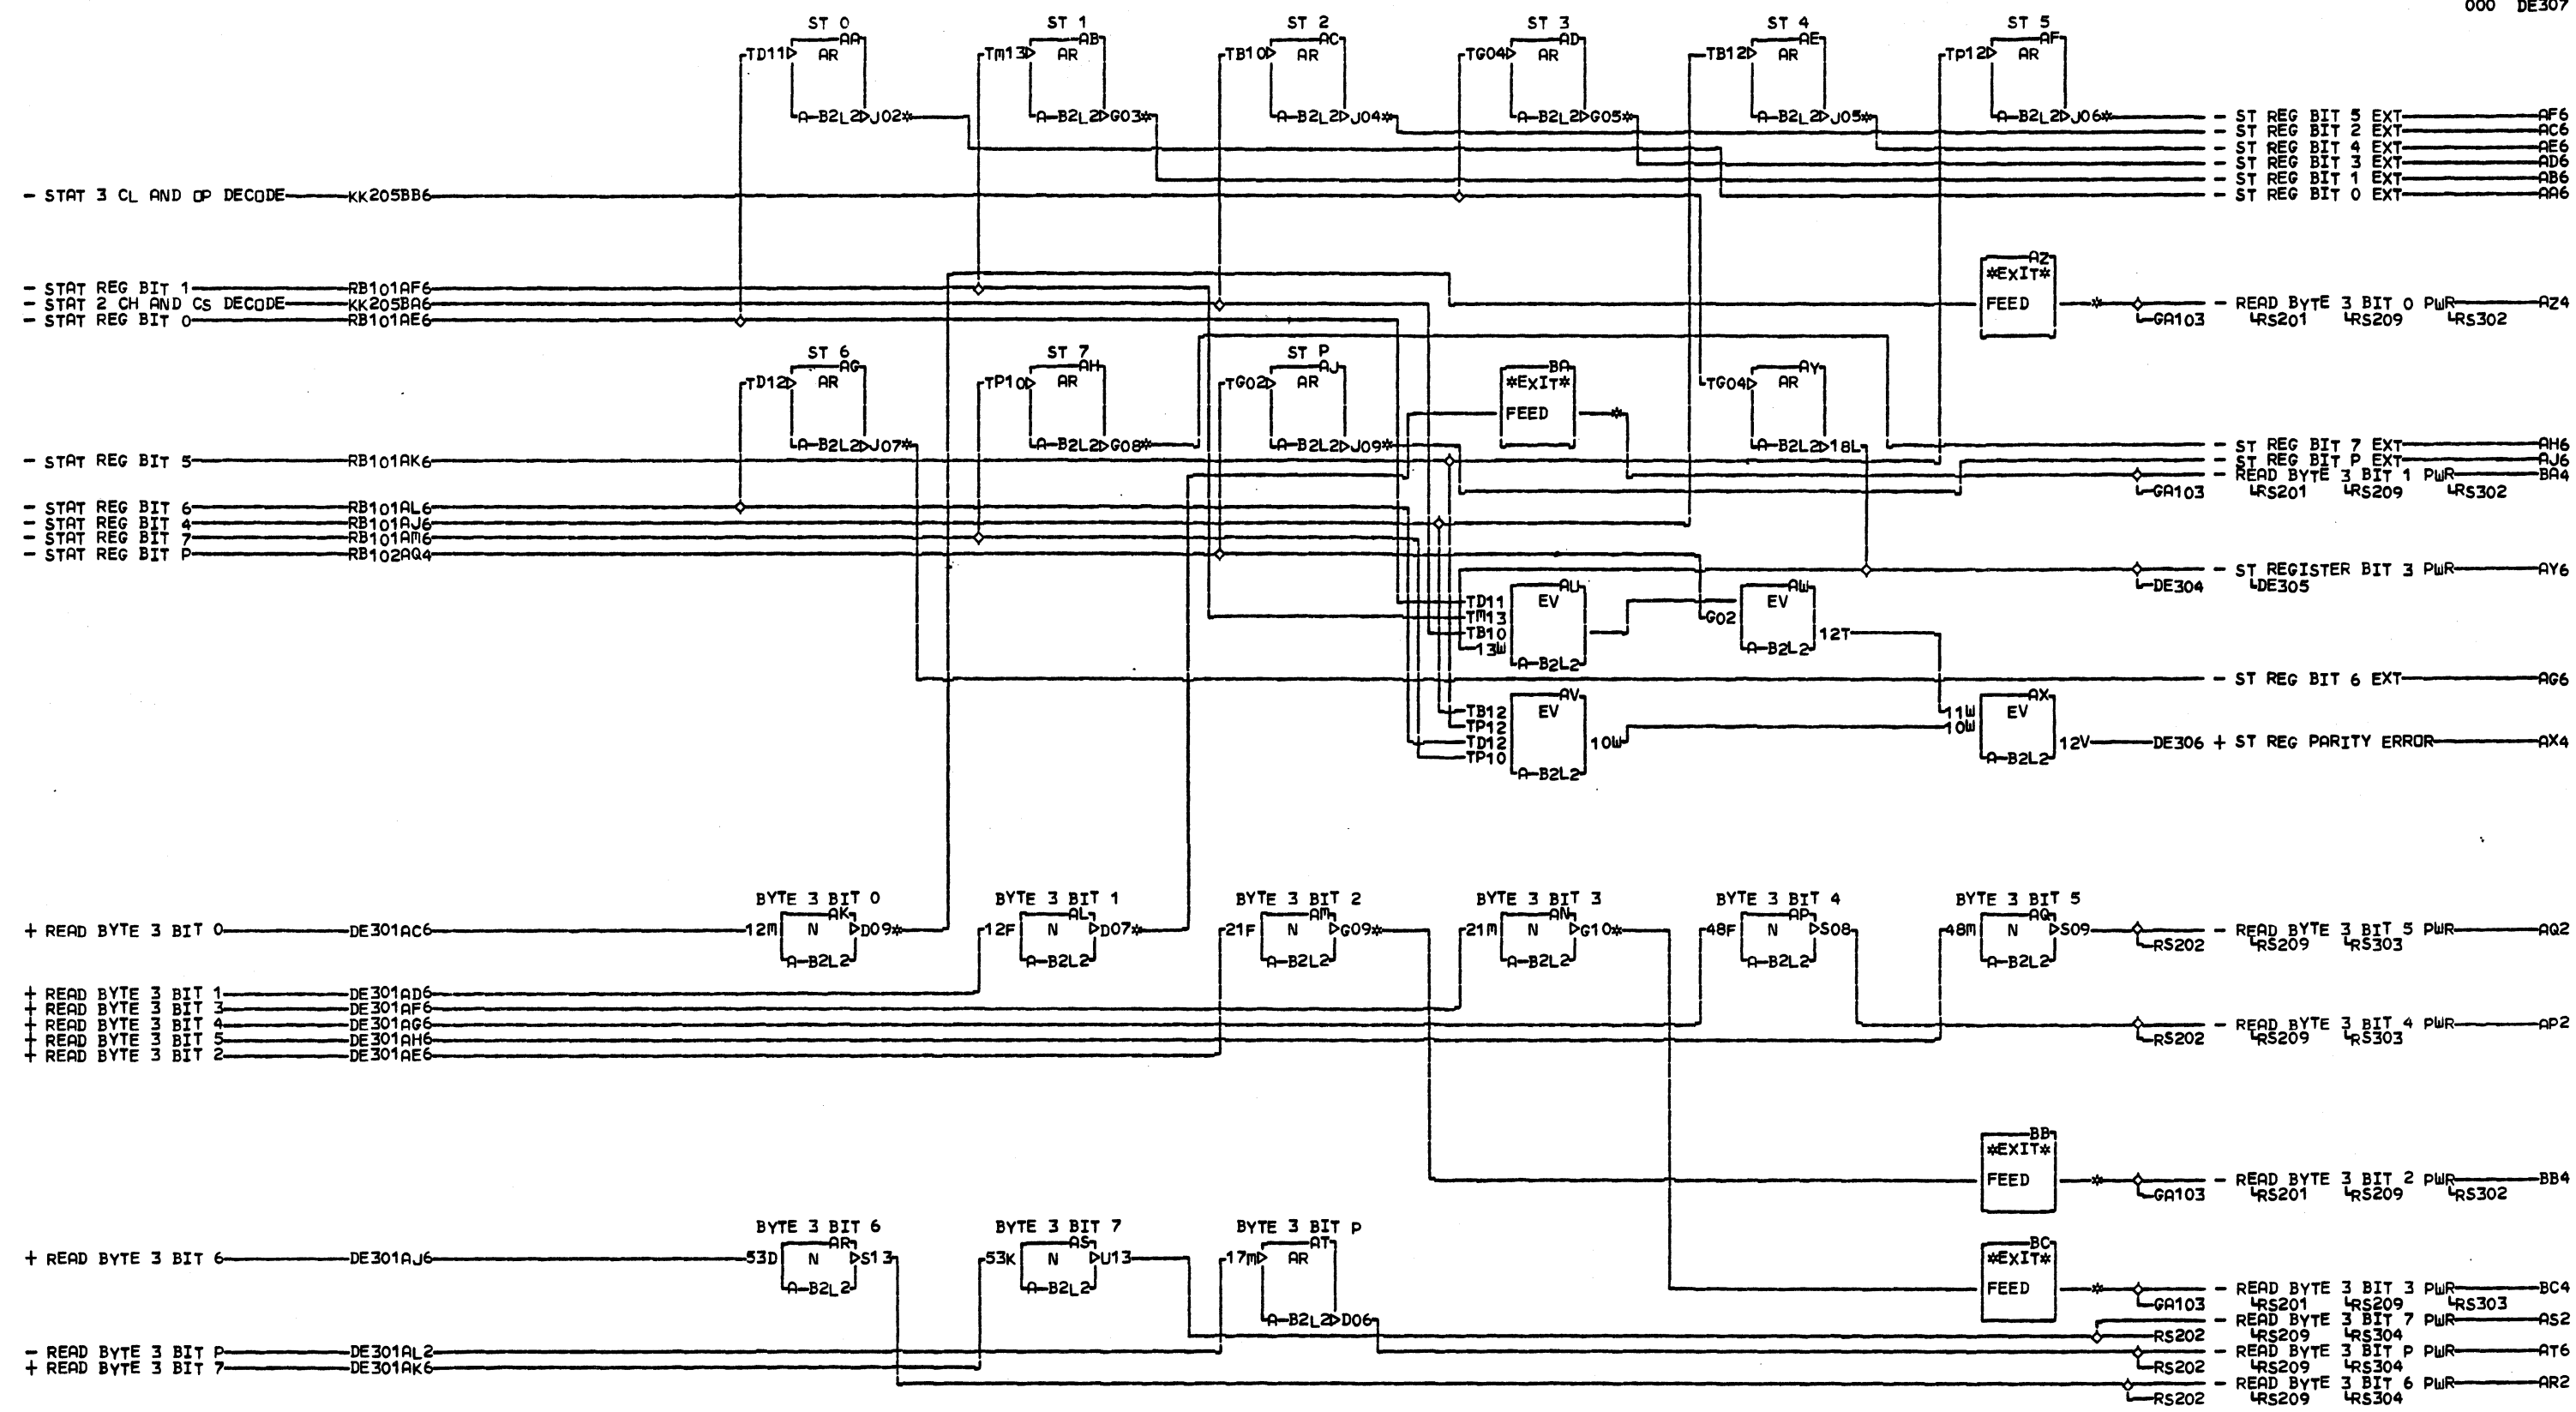 000 DE307
ST 0 ST 1 ST 2 ST 3 ST 4 ST 5
AA AB AC AD AE AF
TD11 AR TM13 AR TB10 AR TG04 AR TB12 AR TP12 AR
A-B2L2 J02* A-B2L2 G03* A-B2L2 J04* A-B2L2 G05* A-B2L2 J05* A-B2L2 J06* - ST REG BIT 5 EXT AF6
- ST REG BIT 2 EXT AC6
- ST REG BIT 4 EXT AE6
- ST REG BIT 3 EXT AD6
- ST REG BIT 1 EXT AB6
- STAT 3 CL AND OP DECODE KK205BB6 - ST REG BIT 0 EXT AA6
AZ
*EXIT*
- STAT REG BIT 1 RB101AF6
- STAT 2 CH AND CS DECODE KK205BA6 FEED * - READ BYTE 3 BIT 0 PWR AZ4
- STAT REG BIT 0 RB101AE6 GA103 RS201 RS209 RS302
ST 6 ST 7 ST P
AG AH AJ BA AY
TD12 AR TP10 AR TG02 AR *EXIT* TG04 AR
FEED *
A-B2L2 J07* A-B2L2 G08* A-B2L2 J09* A-B2L2 18L - ST REG BIT 7 EXT AH6
- STAT REG BIT 5 RB101AK6 - ST REG BIT P EXT AJ6
- READ BYTE 3 BIT 1 PWR BA4
GA103 RS201 RS209 RS302
- STAT REG BIT 6 RB101AL6
- STAT REG BIT 4 RB101AJ6
- STAT REG BIT 7 RB101AM6
- STAT REG BIT P RB102AQ4
- ST REGISTER BIT 3 PWR AY6
AU AW DE304 DE305
TD11 EV EV
TM13 G02
TB10 12T
13W A-B2L2
A-B2L2
- ST REG BIT 6 EXT AG6
AV AX
TB12 EV 11W EV
TP12 10W
TD12 10W 12V DE306 + ST REG PARITY ERROR AX4
TP10 A-B2L2
A-B2L2
BYTE 3 BIT 0 BYTE 3 BIT 1 BYTE 3 BIT 2 BYTE 3 BIT 3 BYTE 3 BIT 4 BYTE 3 BIT 5
AK AL AM AN AP AQ
+ READ BYTE 3 BIT 0 DE301AC6 12M N D09* 12F N D07* 21F N G09* 21M N G10* 48F N S08 48M N S09 - READ BYTE 3 BIT 5 PWR AQ2
RS202 RS209 RS303
A-B2L2 A-B2L2 A-B2L2 A-B2L2 A-B2L2 A-B2L2
+ READ BYTE 3 BIT 1 DE301AD6
+ READ BYTE 3 BIT 3 DE301AF6
+ READ BYTE 3 BIT 4 DE301AG6 - READ BYTE 3 BIT 4 PWR AP2
+ READ BYTE 3 BIT 5 DE301AH6 RS202 RS209 RS303
+ READ BYTE 3 BIT 2 DE301AE6
BB
*EXIT*
FEED * - READ BYTE 3 BIT 2 PWR BB4
GA103 RS201 RS209 RS302
BYTE 3 BIT 6 BYTE 3 BIT 7 BYTE 3 BIT P
AR AS AT BC
+ READ BYTE 3 BIT 6 DE301AJ6 53D N S13 53K N U13 17M AR *EXIT*
A-B2L2 A-B2L2 FEED * - READ BYTE 3 BIT 3 PWR BC4
GA103 RS201 RS209 RS303
A-B2L2 D06 - READ BYTE 3 BIT 7 PWR AS2
RS202 RS209 RS304
- READ BYTE 3 BIT P DE301AL2 - READ BYTE 3 BIT P PWR AT6
+ READ BYTE 3 BIT 7 DE301AK6 RS202 RS209 RS304
- READ BYTE 3 BIT 6 PWR AR2
RS202 RS209 RS304